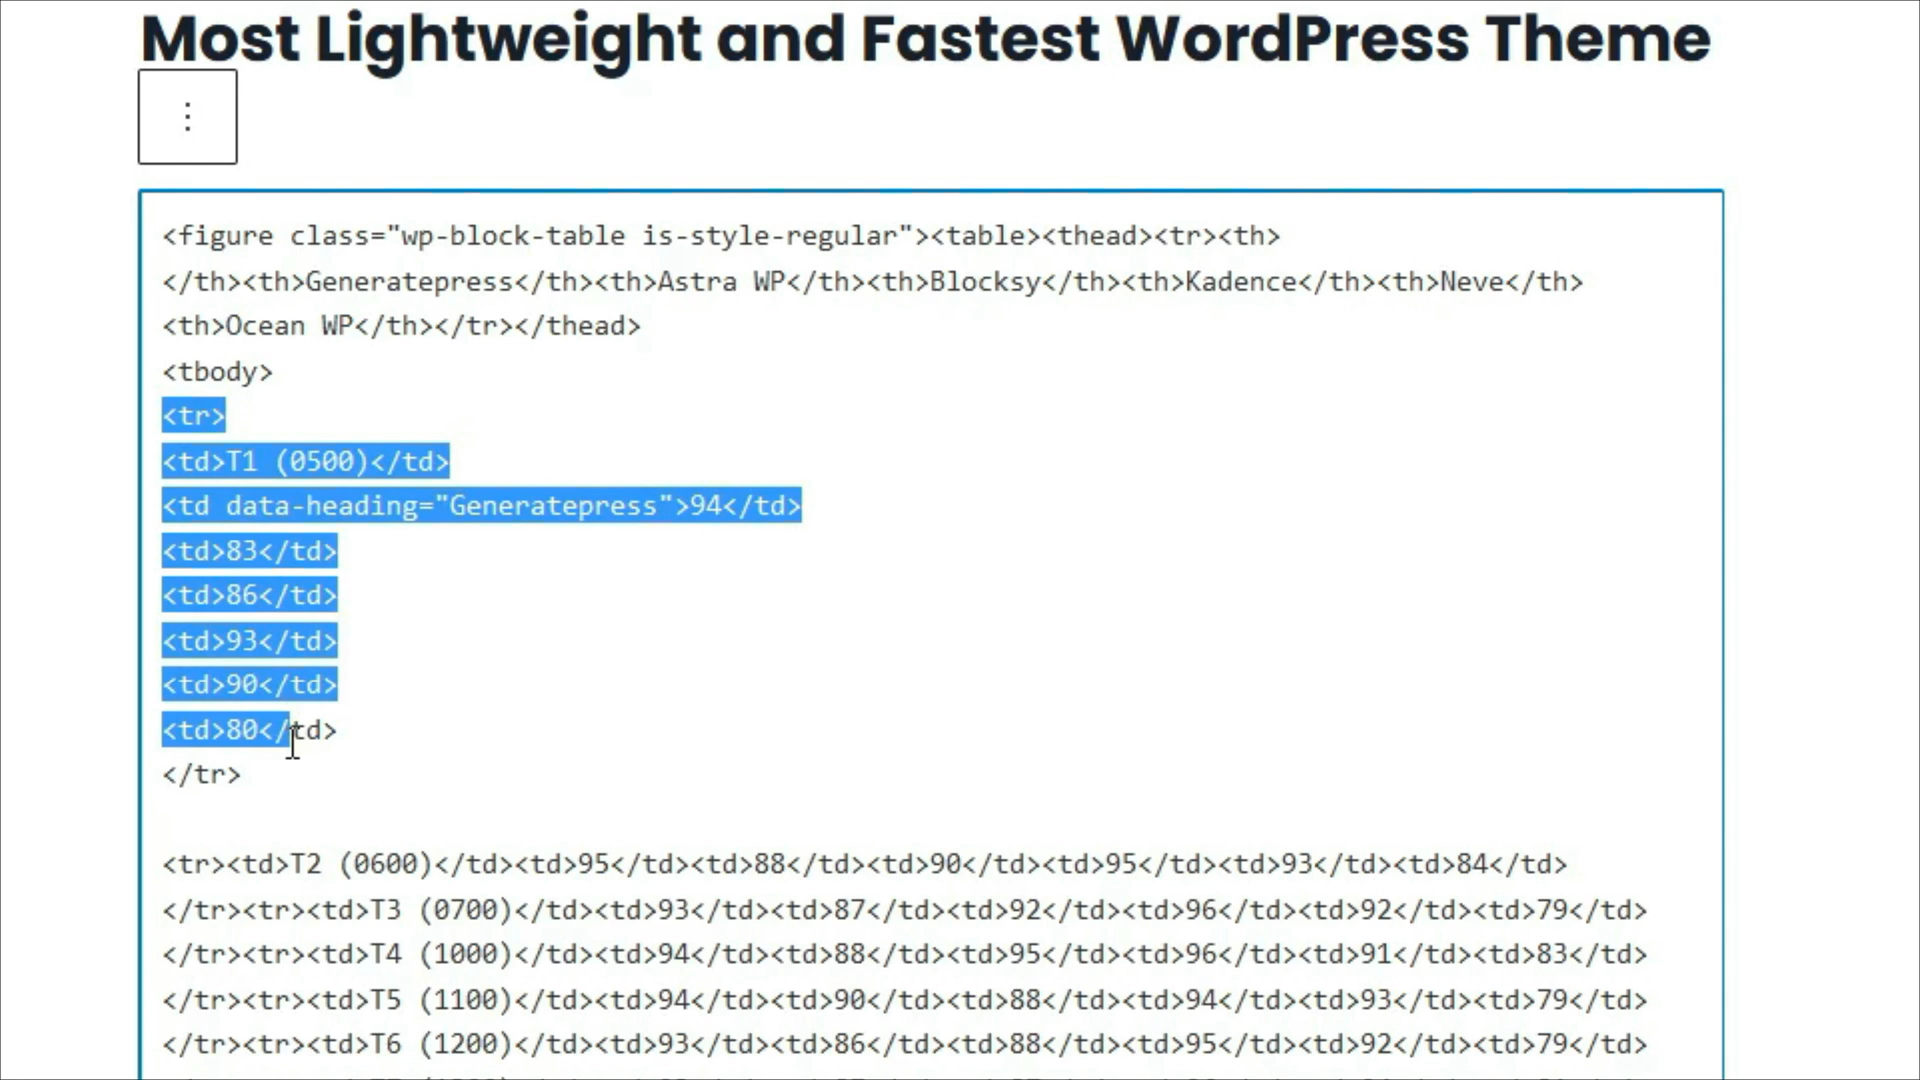 Most Lightweight and Fastest WordPress Theme
<figure class="wp-block-table is-style-regular"><table><thead><tr><th>
</th><th>Generatepress</th><th>Astra WP</th><th>Blocksy</th><th>Kadence</th><th>Neve</th>
<th>Ocean WP</th></tr></thead>
<tbody>
<tr>
<td>T1 (0500)</td>
<td data-heading="Generatepress">94</td>
<td>83</td>
<td>86</td>
<td>93</td>
<td>90</td>
<td>80</td>
</tr>
<tr><td>T2 (0600)</td><td>95</td><td>88</td><td>90</td><td>95</td><td>93</td><td>84</td>
</tr><tr><td>T3 (0700)</td><td>93</td><td>87</td><td>92</td><td>96</td><td>92</td><td>79</td>
</tr><tr><td>T4 (1000)</td><td>94</td><td>88</td><td>95</td><td>96</td><td>91</td><td>83</td>
</tr><tr><td>T5 (1100)</td><td>94</td><td>90</td><td>88</td><td>94</td><td>93</td><td>79</td>
</tr><tr><td>T6 (1200)</td><td>93</td><td>86</td><td>88</td><td>95</td><td>92</td><td>79</td>